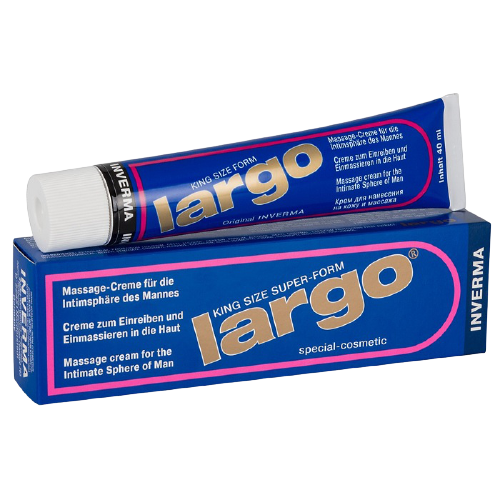 INVERMA
KING SIZE FORM
largo
Original INVERMA
Massage-Creme für die
Intimsphäre des Mannes
Creme zum Einreiben und
Einmassieren in die Haut
Massage cream for the
Intimate Sphere of Man
Крем для нанесения
на кожу и массажа
Inhalt 40 ml
INVERMA
Massage-Creme für die
Intimsphäre des Mannes
Creme zum Einreiben und
Einmassieren in die Haut
Massage cream for the
Intimate Sphere of Man
KING SIZE SUPER-FORM
largo®
special-cosmetic
INVERMA